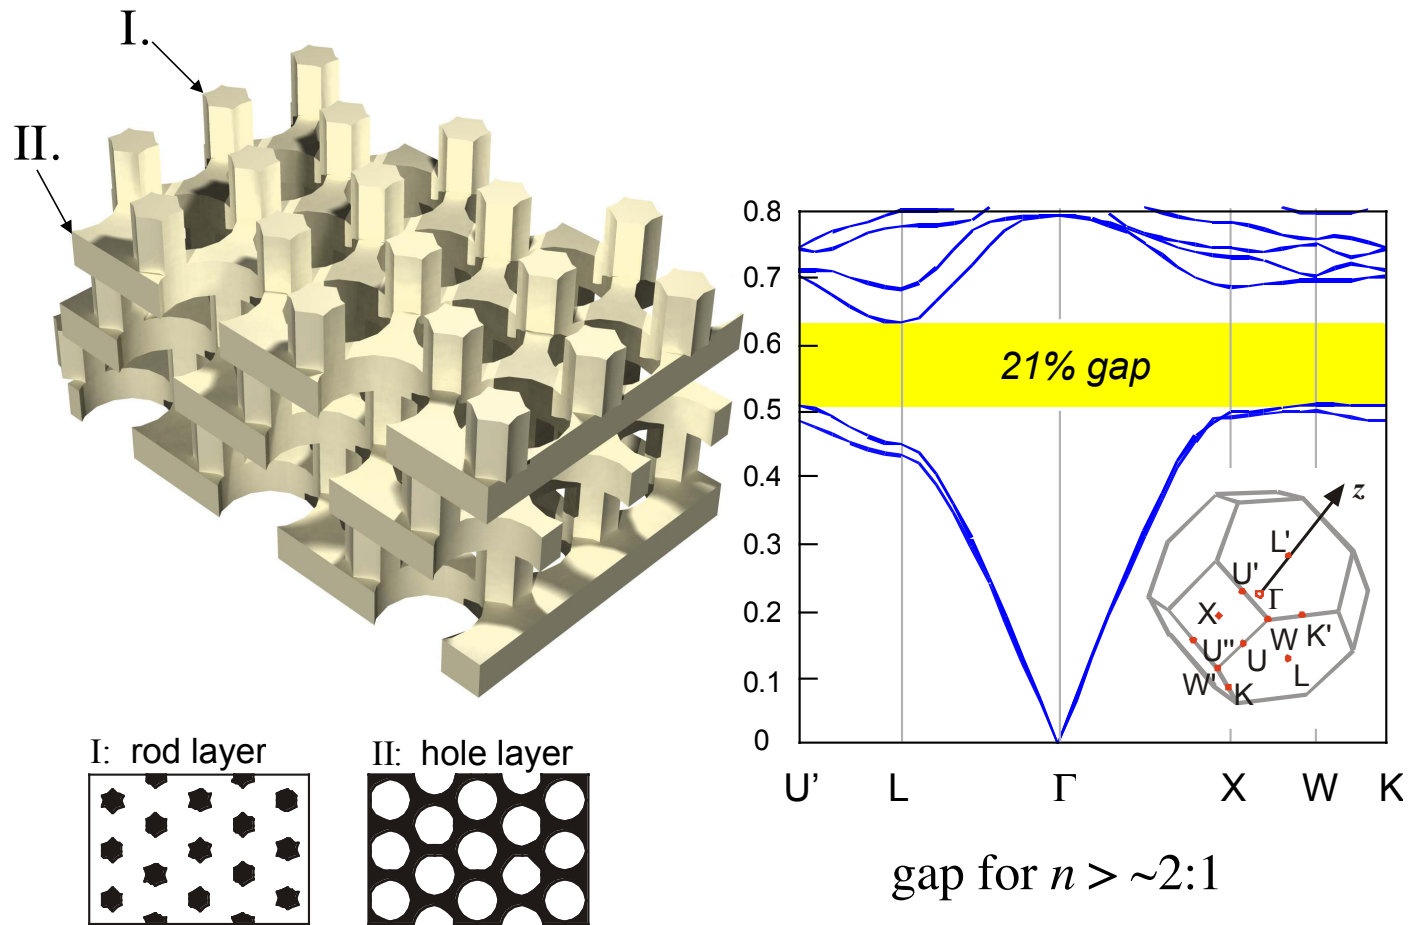 I.
II.
I: rod layer
II: hole layer
0.8
0.7
0.6
0.5
0.4
0.3
0.2
0.1
0
21% gap
z
L'
U'
Γ
X
W
K'
U''
U
L
W'
K
U'
L
Γ
X
W
K
gap for n > ~2:1